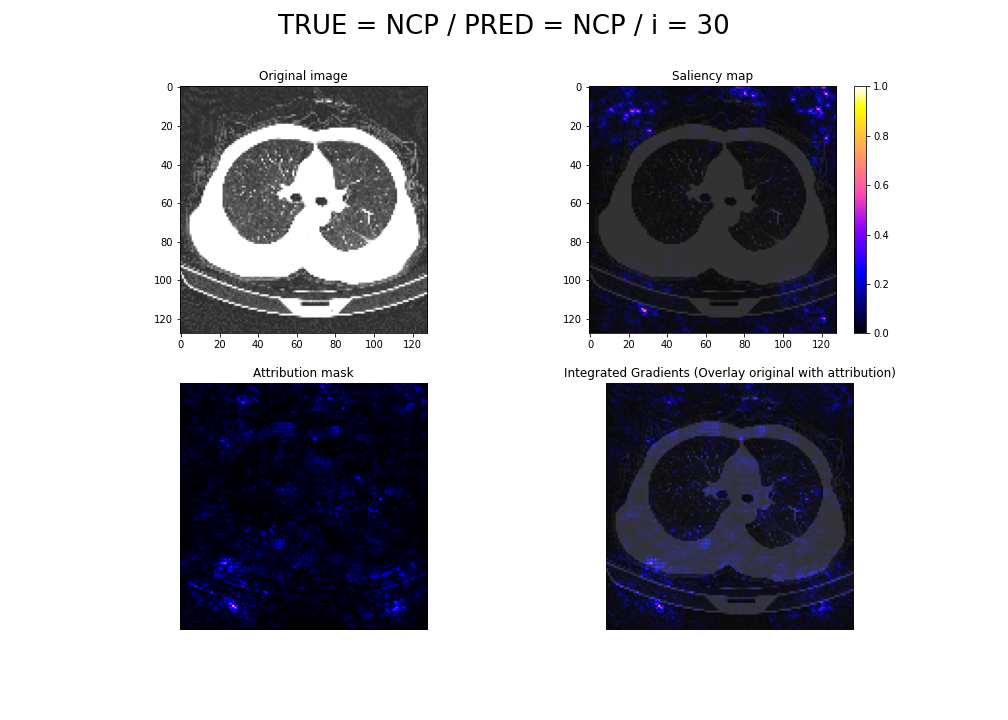 TRUE = NCP / PRED = NCP / i = 30
Original image
0
20
40
60
80
100
120
0 20 40 60 80 100 120
Saliency map
0
20
40
60
80
100
120
0 20 40 60 80 100 120
1.0
0.8
0.6
0.4
0.2
0.0
Attribution mask
Integrated Gradients (Overlay original with attribution)